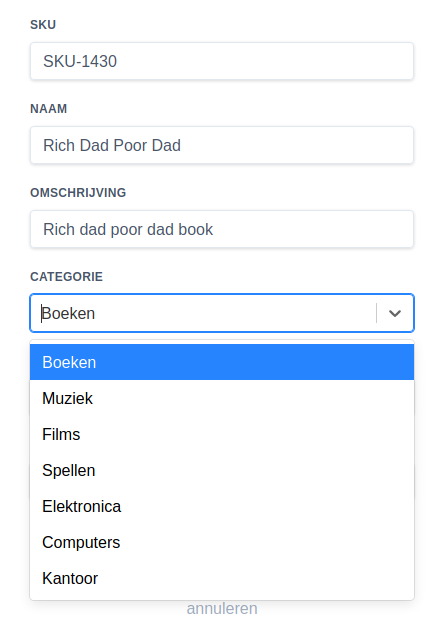 SKU
SKU-1430
NAAM
Rich Dad Poor Dad
OMSCHRIJVING
Rich dad poor dad book
CATEGORIE
Boeken
Boeken
Muziek
Films
Spellen
Elektronica
Computers
Kantoor
annuleren